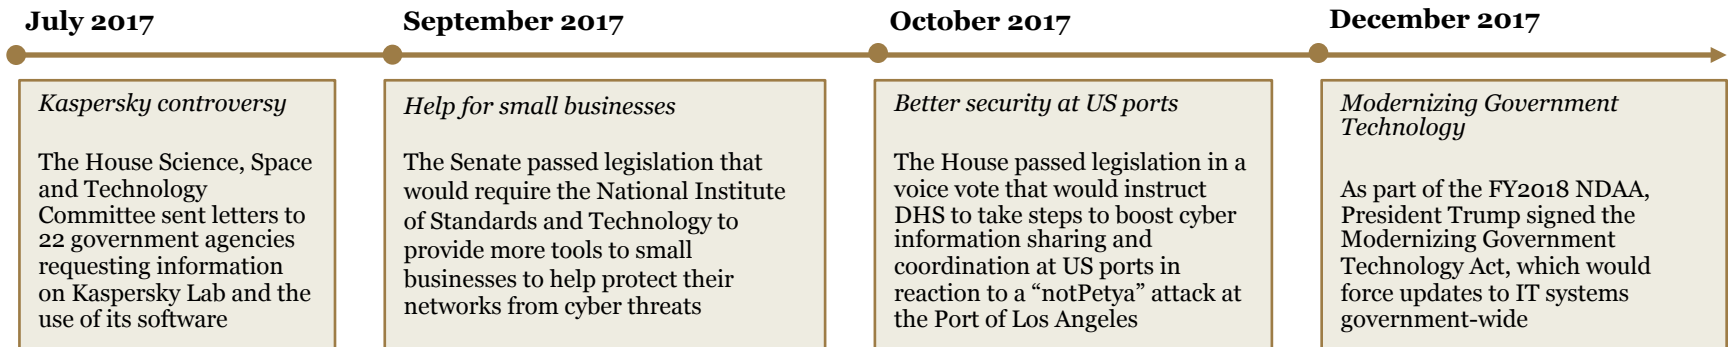 July 2017
September 2017
October 2017
December 2017
Kaspersky controversy
The House Science, Space
and Technology
Committee sent letters to
22 government agencies
requesting information
on Kaspersky Lab and the
use of its software
Help for small businesses
The Senate passed legislation that
would require the National Institute
of Standards and Technology to
provide more tools to small
businesses to help protect their
networks from cyber threats
Better security at US ports
The House passed legislation in a
voice vote that would instruct
DHS to take steps to boost cyber
information sharing and
coordination at US ports in
reaction to a “notPetya” attack at
the Port of Los Angeles
Modernizing Government
Technology
As part of the FY2018 NDAA,
President Trump signed the
Modernizing Government
Technology Act, which would
force updates to IT systems
government-wide